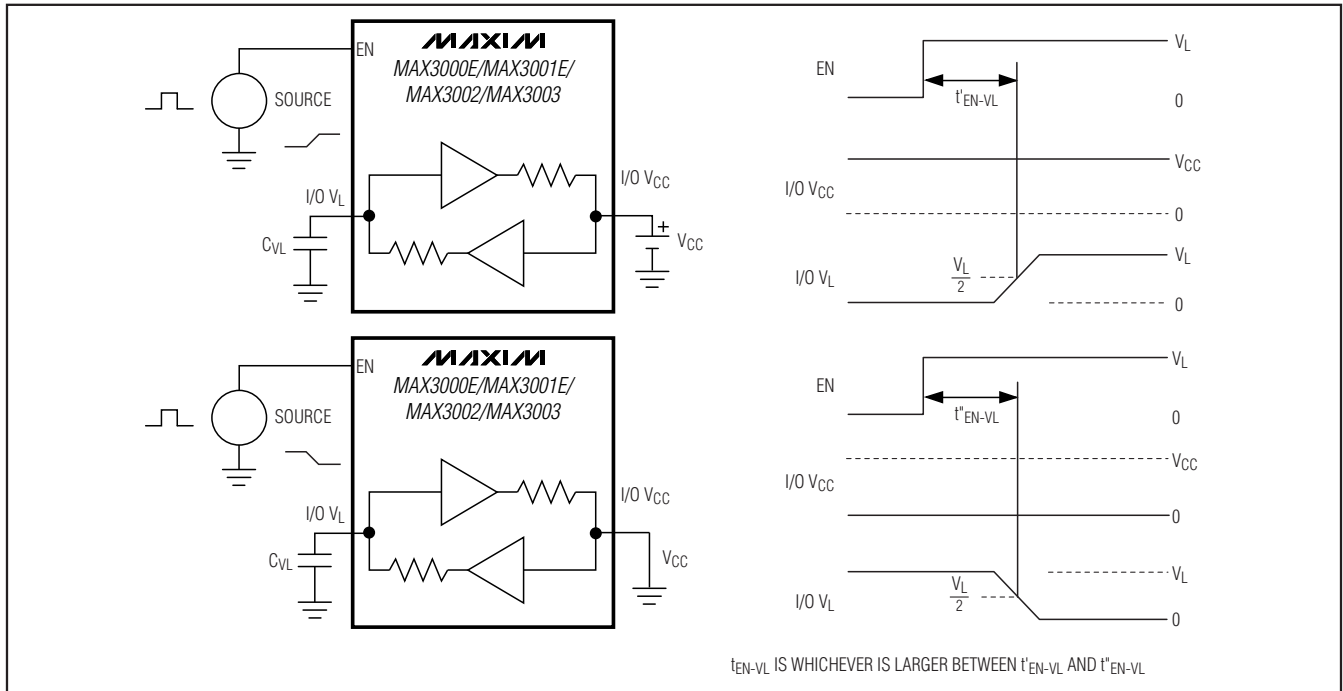 EN
MAXIM
MAX3000E/MAX3001E/
MAX3002/MAX3003
SOURCE
I/O VL
I/O VCC
CVL
+
VCC
EN
VL
t'EN-VL
0
I/O VCC
VCC
0
I/O VL
VL
VL
2
0
EN
MAXIM
MAX3000E/MAX3001E/
MAX3002/MAX3003
SOURCE
I/O VL
I/O VCC
CVL
VCC
EN
VL
t"EN-VL
0
I/O VCC
VCC
0
I/O VL
VL
VL
2
0
tEN-VL IS WHICHEVER IS LARGER BETWEEN t'EN-VL AND t"EN-VL